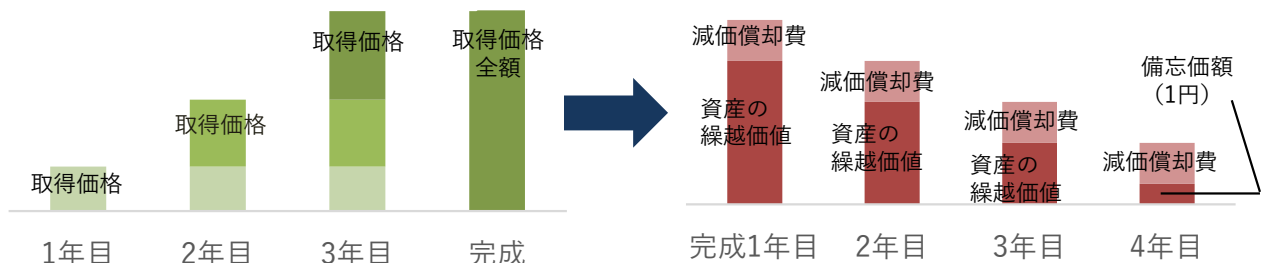 取得価格
取得価格
取得価格
取得価格
全額
1年目
2年目
3年目
完成
減価償却費
資産の
繰越価値
減価償却費
資産の
繰越価値
減価償却費
資産の
繰越価値
減価償却費
備忘価額
（1円）
完成1年目
2年目
3年目
4年目